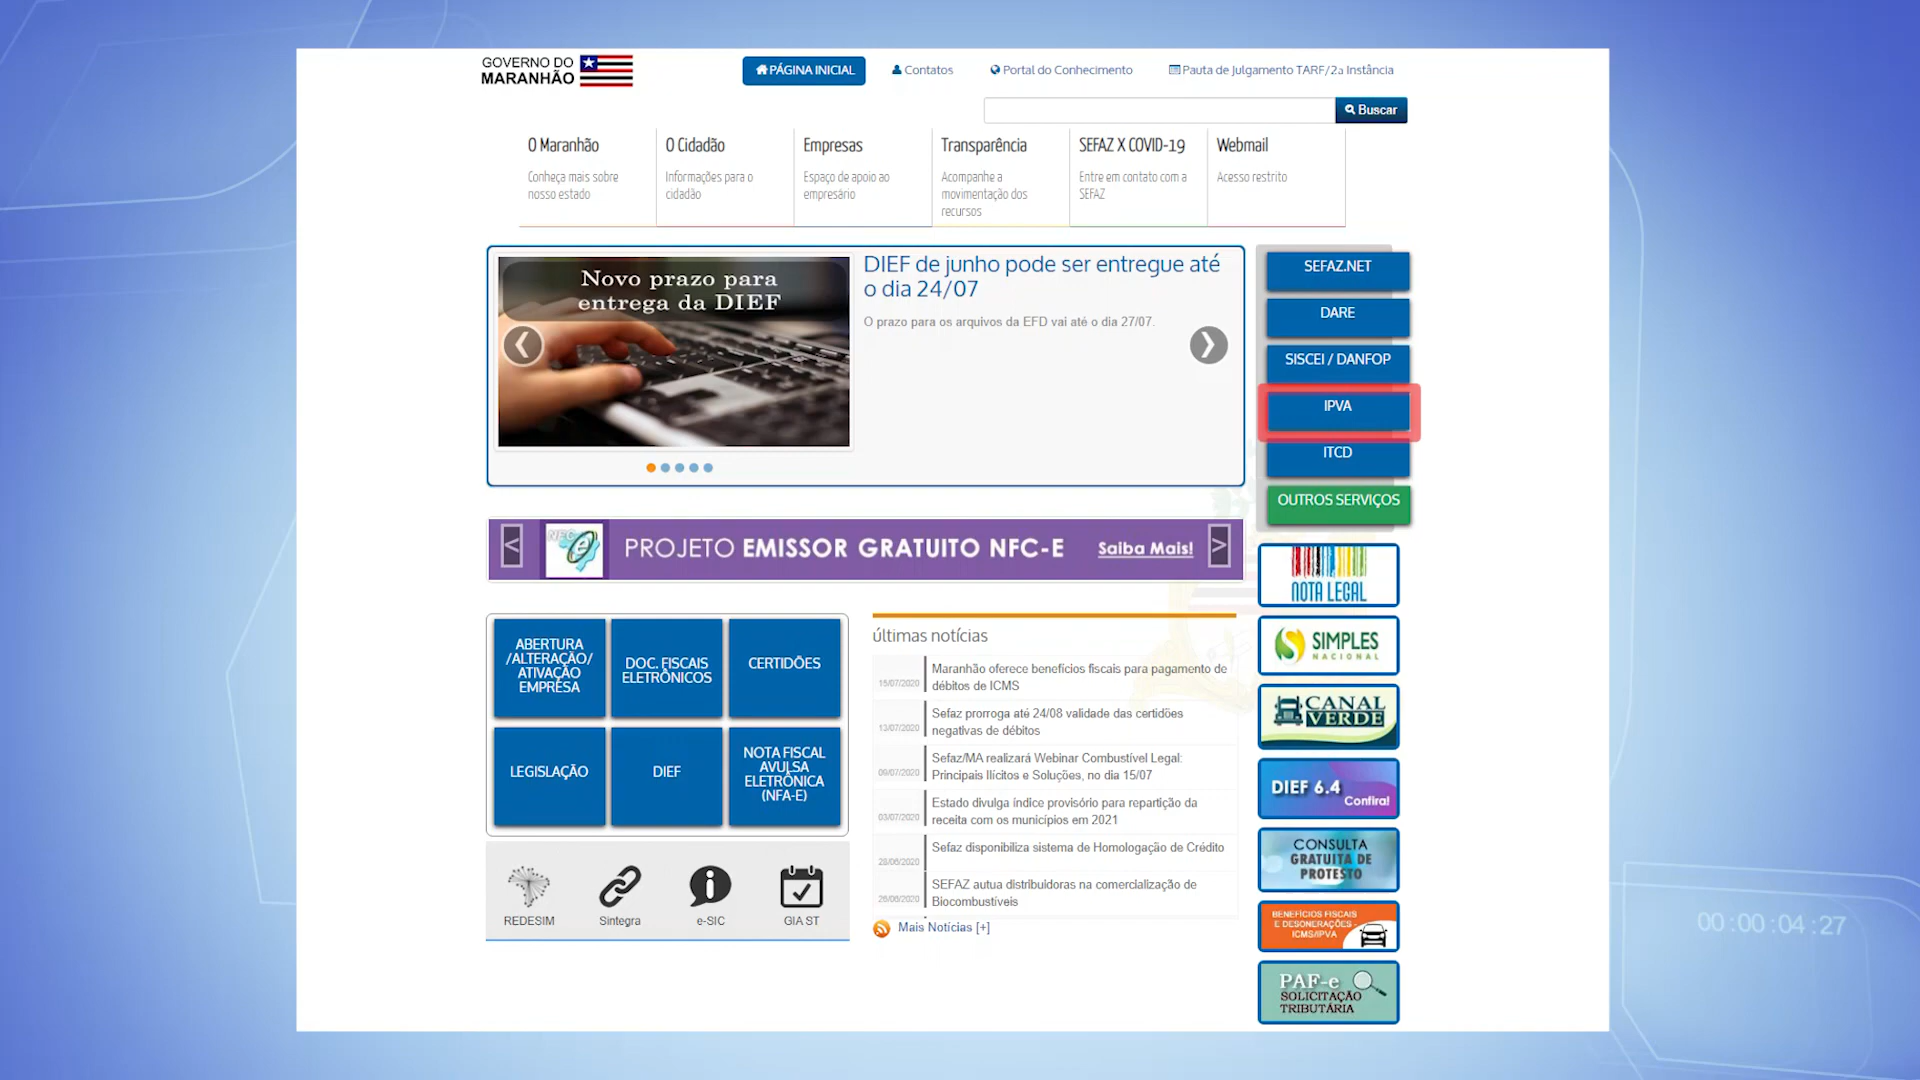 GOVERNO DO
MARANHÃO
PÁGINA INICIAL
Contatos
Portal do Conhecimento
Pauta de Julgamento TARF/2a Instância
Buscar
O Maranhão
Conheça mais sobre
nosso estado
O Cidadão
Informações para o
cidadão
Empresas
Espaço de apoio ao
empresário
Transparência
Acompanhe a
movimentação dos
recursos
SEFAZ X COVID-19
Entre em contato com a
SEFAZ
Webmail
Acesso restrito
Novo prazo para
entrega da DIEF
DIEF de junho pode ser entregue até
o dia 24/07
O prazo para os arquivos da EFD vai até o dia 27/07.
SEFAZ.NET
DARE
SISCEI / DANFOP
IPVA
ITCD
OUTROS SERVIÇOS
NFC-e
PROJETO EMISSOR GRATUITO NFC-E
Saiba Mais!
NOTA LEGAL
SIMPLES
NACIONAL
CANAL
VERDE
DIEF 6.4
Confira!
CONSULTA
GRATUITA DE
PROTESTO
BENEFÍCIOS FISCAIS
E DESONERAÇÕES -
ICMS/IPVA
PAF-e
SOLICITAÇÃO
TRIBUTÁRIA
ABERTURA
/ALTERAÇÃO/
ATIVAÇÃO
EMPRESA
DOC. FISCAIS
ELETRÔNICOS
CERTIDÕES
LEGISLAÇÃO
DIEF
NOTA FISCAL
AVULSA
ELETRÔNICA
(NFA-E)
REDESIM
Sintegra
e-SIC
GIA ST
últimas notícias
15/07/2020
Maranhão oferece benefícios fiscais para pagamento de
débitos de ICMS
13/07/2020
Sefaz prorroga até 24/08 validade das certidões
negativas de débitos
09/07/2020
Sefaz/MA realizará Webinar Combustível Legal:
Principais Ilícitos e Soluções, no dia 15/07
03/07/2020
Estado divulga índice provisório para repartição da
receita com os municípios em 2021
28/06/2020
Sefaz disponibiliza sistema de Homologação de Crédito
26/06/2020
SEFAZ autua distribuidoras na comercialização de
Biocombustíveis
Mais Notícias [+]
00:00:04:27